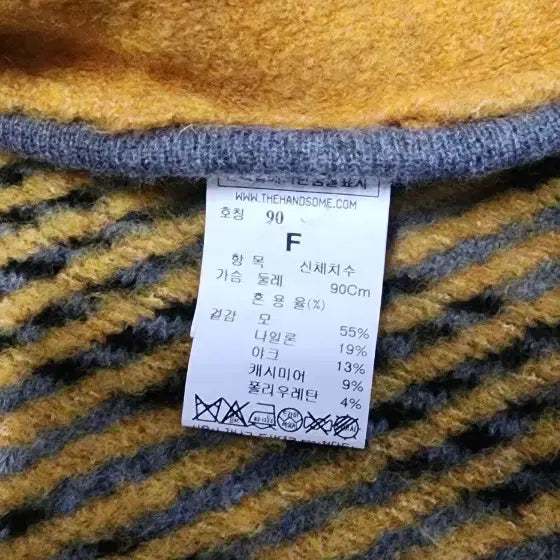 WWW.THEHANDSOME.COM
호칭 90
F
항 목 신체치수
가슴 둘레 90Cm
혼 용 율(%)
겉감 모 55%
나일론 19%
야크 13%
캐시미어 9%
폴리우레탄 4%